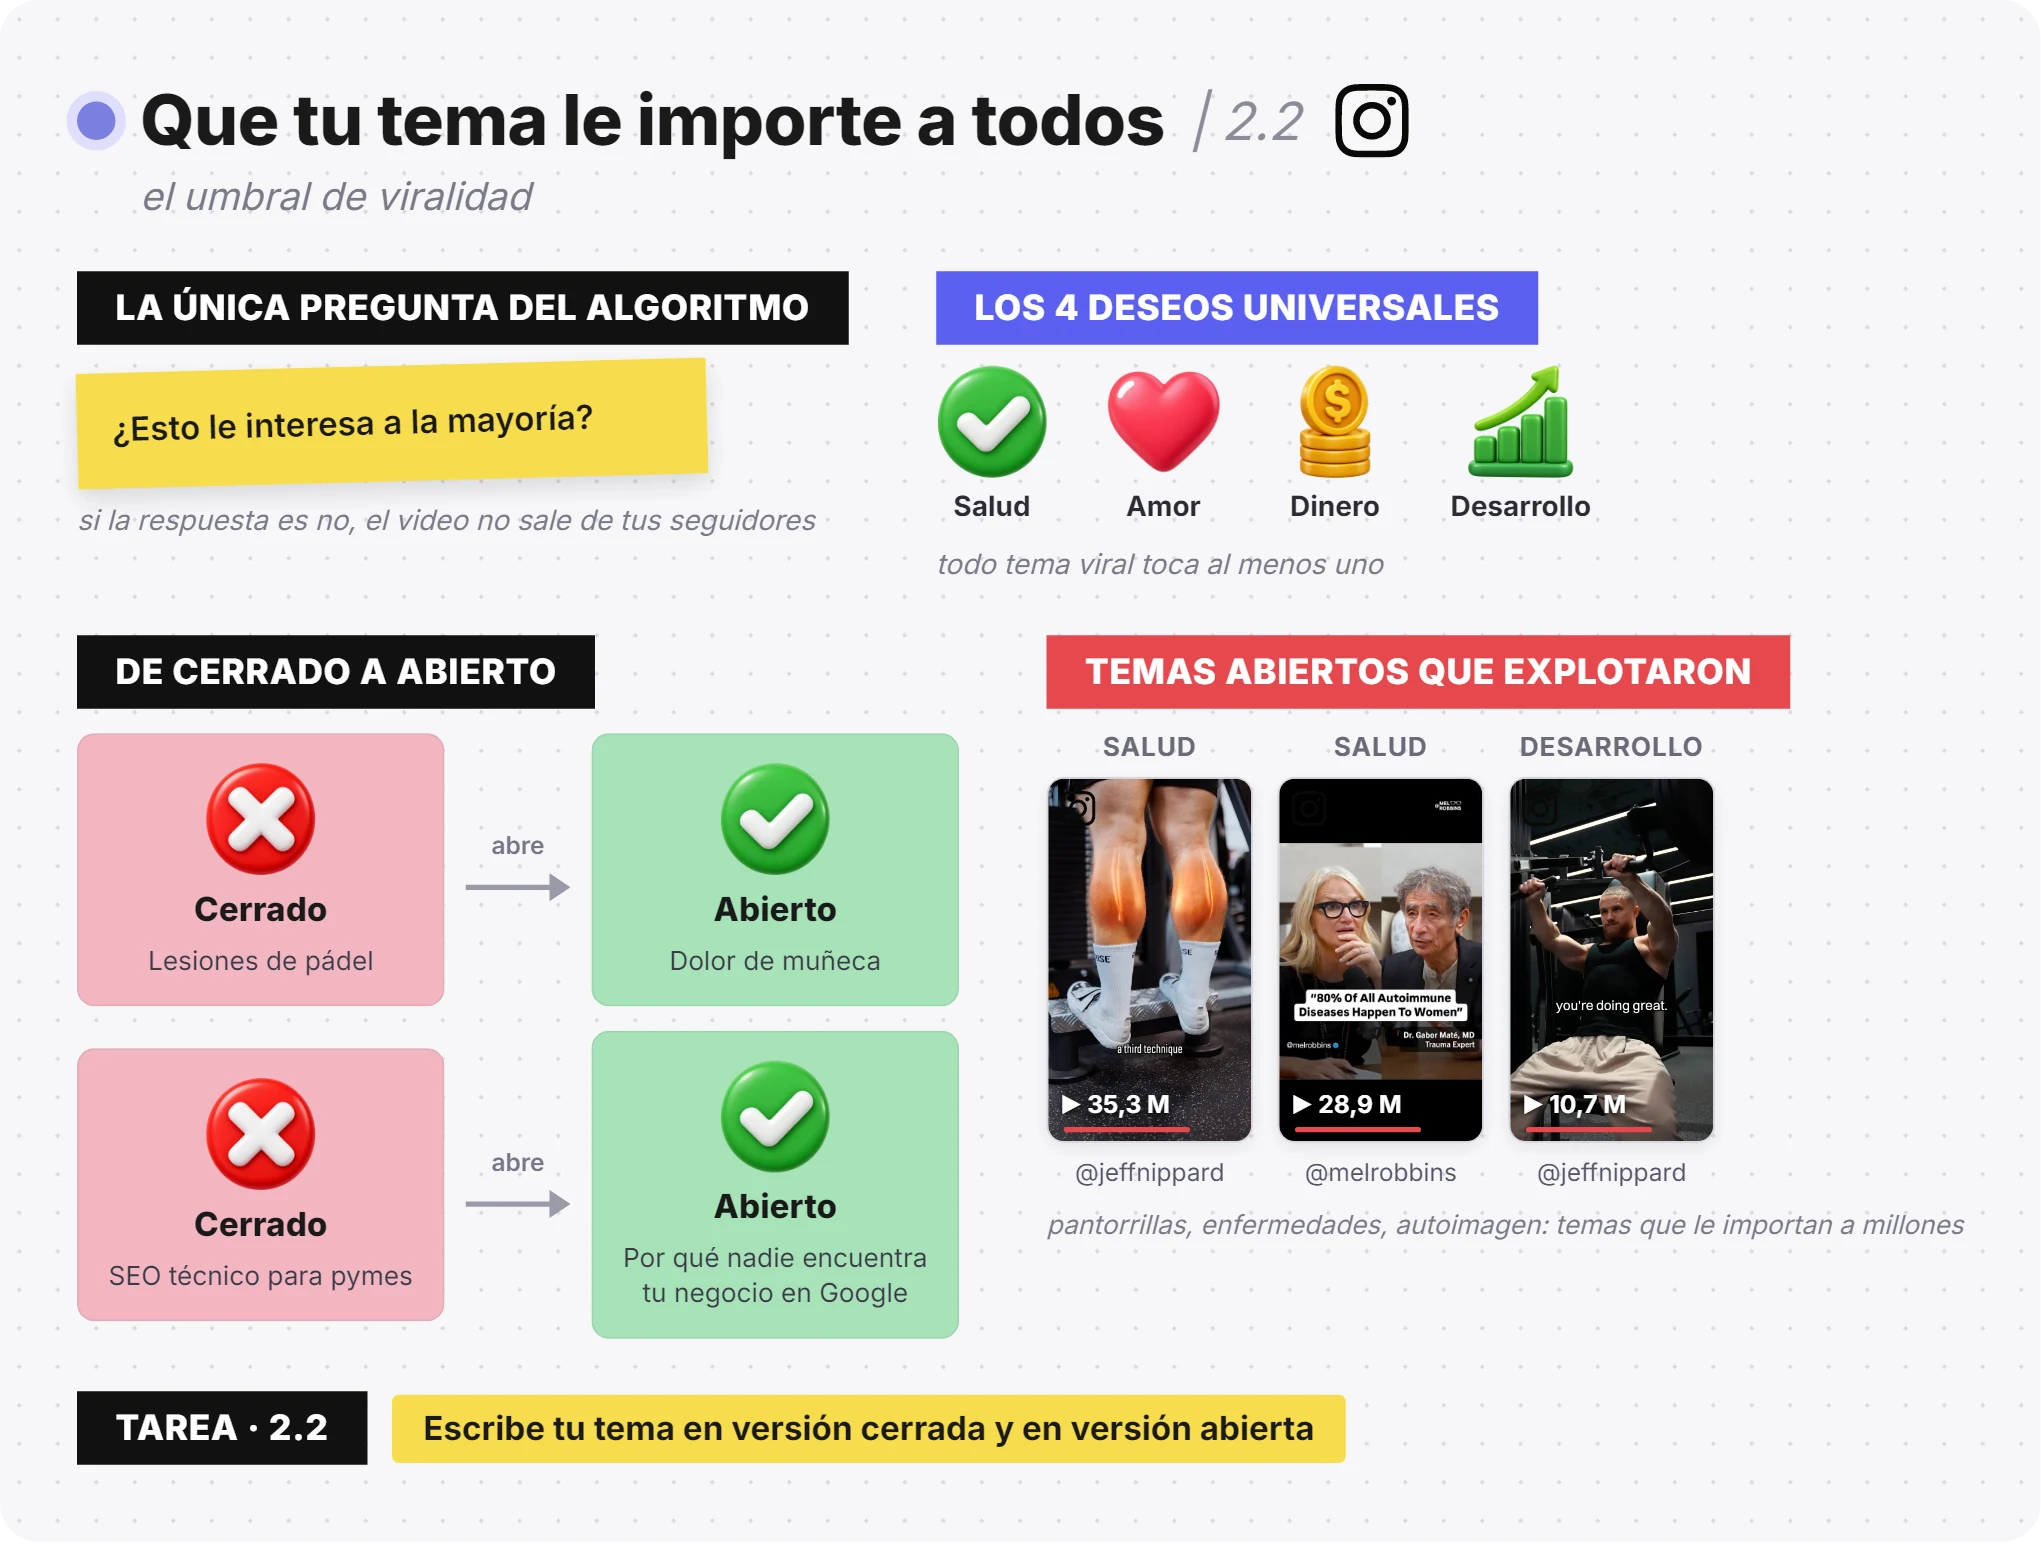 Que tu tema le importe a todos / 2.2
el umbral de viralidad
LA ÚNICA PREGUNTA DEL ALGORITMO
¿Esto le interesa a la mayoría?
si la respuesta es no, el video no sale de tus seguidores
LOS 4 DESEOS UNIVERSALES
Salud
Amor
Dinero
Desarrollo
todo tema viral toca al menos uno
DE CERRADO A ABIERTO
Cerrado
Lesiones de pádel
abre
Abierto
Dolor de muñeca
Cerrado
SEO técnico para pymes
abre
Abierto
Por qué nadie encuentra
tu negocio en Google
TEMAS ABIERTOS QUE EXPLOTARON
SALUD
a third technique
35,3 M
@jeffnippard
SALUD
MEL
ROBBINS
"80% Of All Autoimmune
Diseases Happen To Women"
Dr. Gabor Maté, MD
Trauma Expert
@melrobbins
28,9 M
@melrobbins
DESARROLLO
you're doing great.
10,7 M
@jeffnippard
pantorrillas, enfermedades, autoimagen: temas que le importan a millones
TAREA · 2.2
Escribe tu tema en versión cerrada y en versión abierta